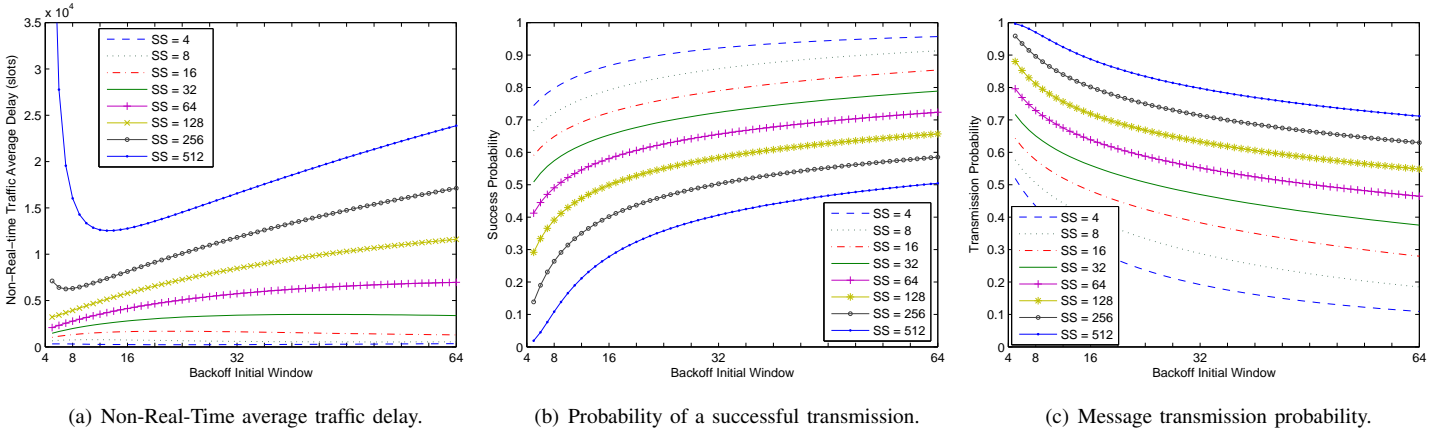 x 10^4
3.5
3
2.5
2
1.5
1
0.5
0
4 8 16 32 64
Non-Real-time Traffic Average Delay (slots)
Backoff Initial Window
SS = 4
SS = 8
SS = 16
SS = 32
SS = 64
SS = 128
SS = 256
SS = 512
(a) Non-Real-Time average traffic delay.
1
0.9
0.8
0.7
0.6
0.5
0.4
0.3
0.2
0.1
0
4 8 16 32 64
Success Probability
Backoff Initial Window
SS = 4
SS = 8
SS = 16
SS = 32
SS = 64
SS = 128
SS = 256
SS = 512
(b) Probability of a successful transmission.
1
0.9
0.8
0.7
0.6
0.5
0.4
0.3
0.2
0.1
0
4 8 16 32 64
Transmission Probability
Backoff Initial Window
SS = 4
SS = 8
SS = 16
SS = 32
SS = 64
SS = 128
SS = 256
SS = 512
(c) Message transmission probability.